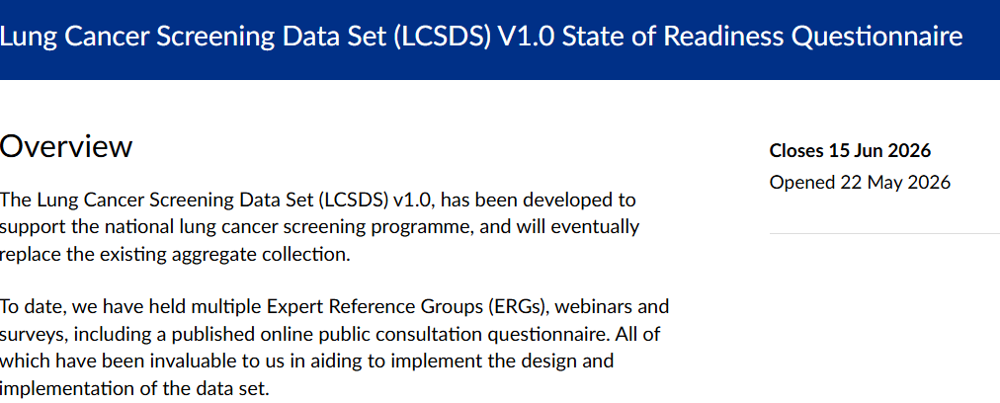 Lung Cancer Screening Data Set (LCSDS) V1.0 State of Readiness Questionnaire
Overview
The Lung Cancer Screening Data Set (LCSDS) v1.0, has been developed to
support the national lung cancer screening programme, and will eventually
replace the existing aggregate collection.
To date, we have held multiple Expert Reference Groups (ERGs), webinars and
surveys, including a published online public consultation questionnaire. All of
which have been invaluable to us in aiding to implement the design and
implementation of the data set.
Closes 15 Jun 2026
Opened 22 May 2026